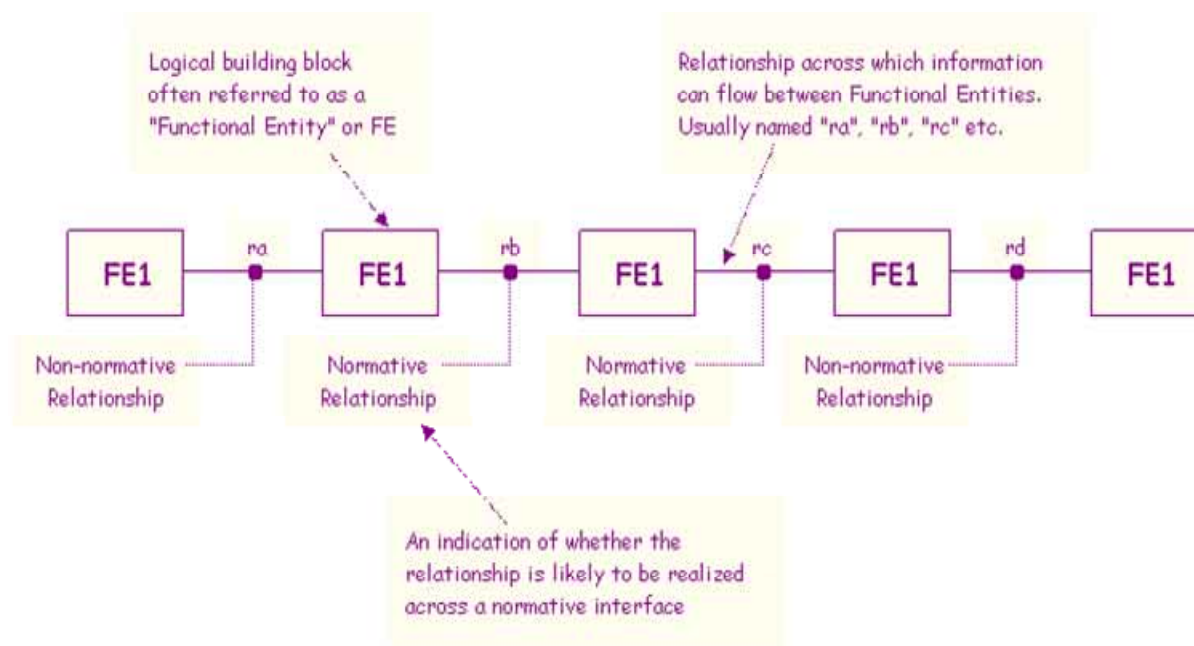 Logical building block
often referred to as a
"Functional Entity" or FE
Relationship across which information
can flow between Functional Entities.
Usually named "ra", "rb", "rc" etc.
ra
rb
rc
rd
FE1
FE1
FE1
FE1
FE1
Non-normative
Relationship
Normative
Relationship
Normative
Relationship
Non-normative
Relationship
An indication of whether the
relationship is likely to be realized
across a normative interface